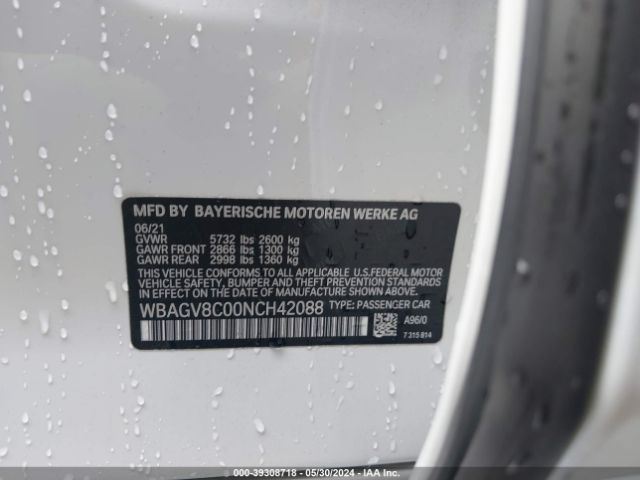 MFD BY BAYERISCHE MOTOREN WERKE AG
06/21
GVWR 5732 lbs 2600 kg
GAWR FRONT 2866 lbs 1300 kg
GAWR REAR 2998 lbs 1360 kg
THIS VEHICLE CONFORMS TO ALL APPLICABLE U.S.FEDERAL MOTOR
VEHICLE SAFETY, BUMPER AND THEFT PREVENTION STANDARDS
IN EFFECT ON THE DATE OF MANUFACTURE SHOWN ABOVE.
WBAGV8C00NCH42088 TYPE: PASSENGER CAR
A96/0
7 315 814
000-39308718 - 05/30/2024 - IAA Inc.